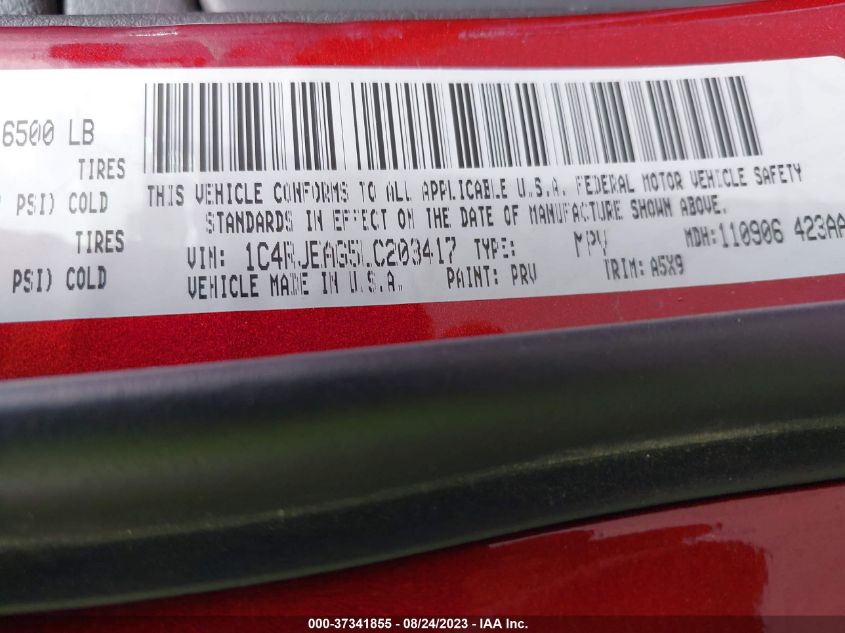 6500 LB
TIRES
PSI) COLD
TIRES
PSI) COLD
THIS VEHICLE CONFORMS TO ALL APPLICABLE U.S.A. FEDERAL MOTOR VEHICLE SAFETY
STANDARDS IN EFFECT ON THE DATE OF MANUFACTURE SHOWN ABOVE.
VIN: 1C4RJEAG5LC203417 TYPE: MPV MDH: 110906 423AA
VEHICLE MADE IN U.S.A. PAINT: PRV TRIM: A5X9
000-37341855 - 08/24/2023 - IAA Inc.